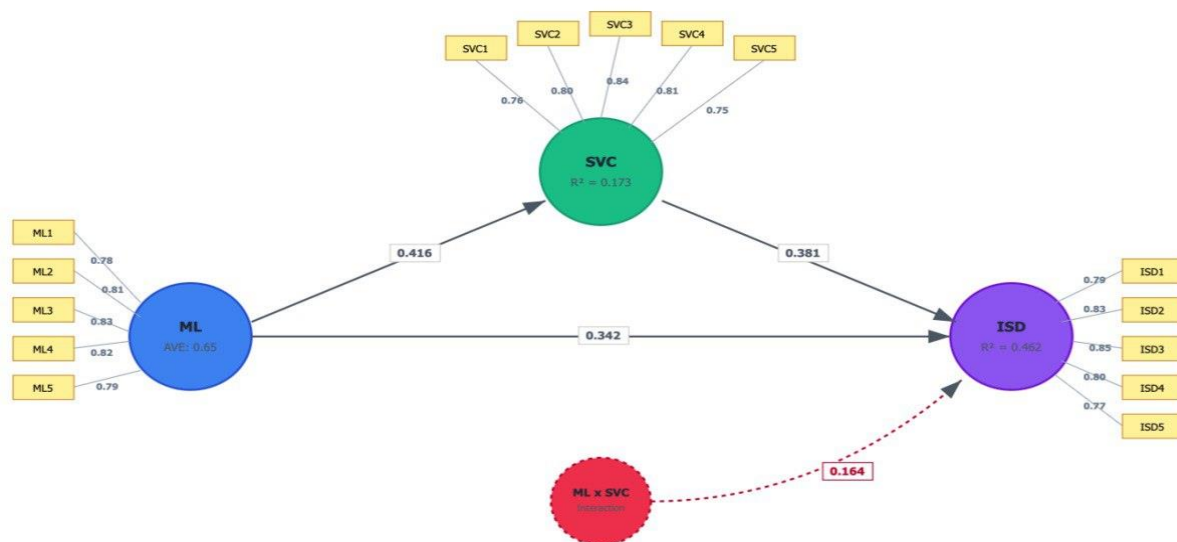 SVC1
SVC2
SVC3
SVC4
SVC5
0.76
0.80
0.84
0.81
0.75
SVC
R² = 0.173
ML1
ML2
ML3
ML4
ML5
0.78
0.81
0.83
0.82
0.79
ML
AVE: 0.65
0.416
0.381
0.342
ISD
R² = 0.462
0.79
0.83
0.85
0.80
0.77
ISD1
ISD2
ISD3
ISD4
ISD5
ML x SVC
Interaction
0.164